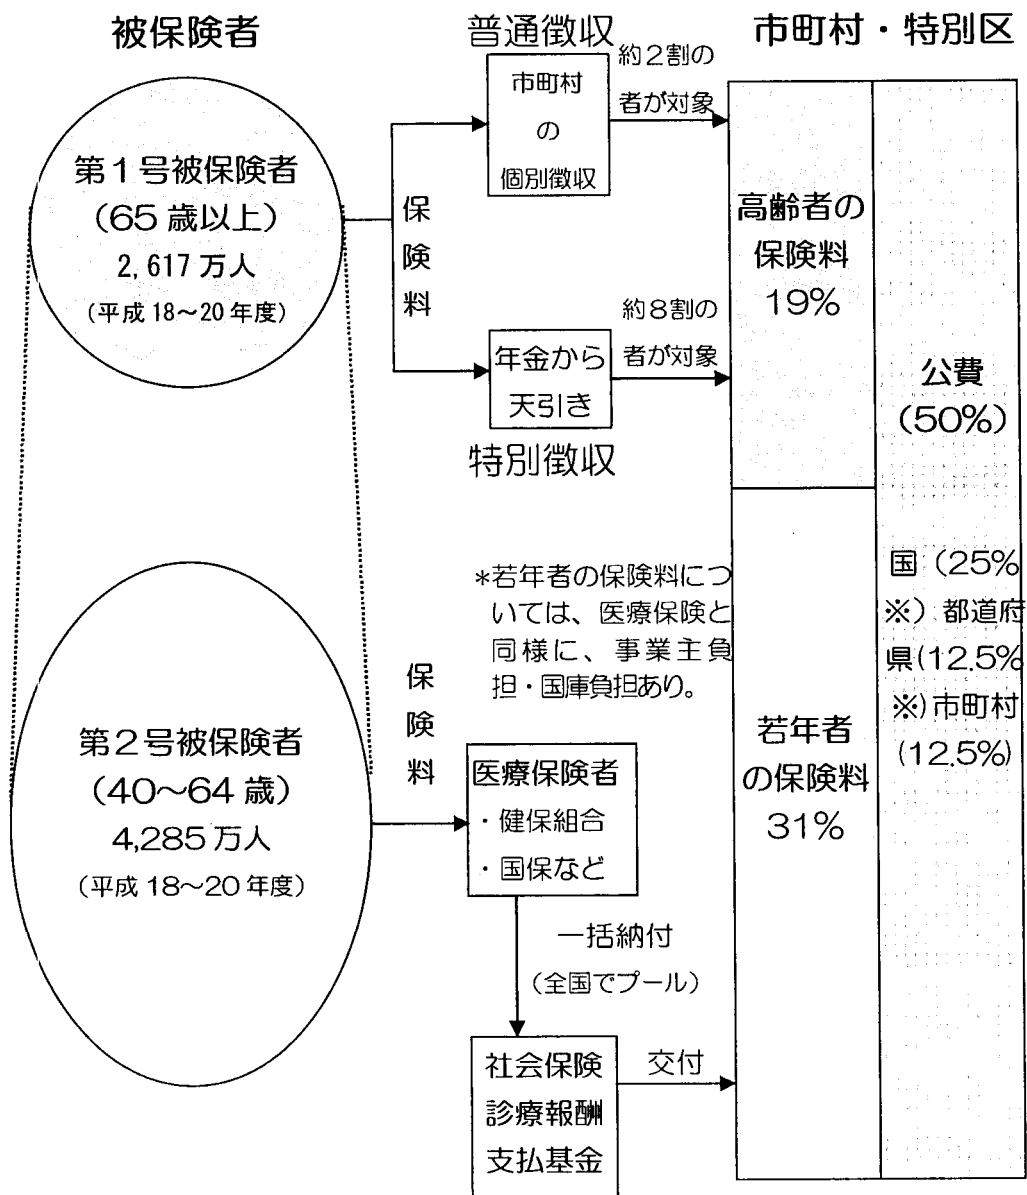 被保険者
普通徴収
市町村・特別区
第1号被保険者
(65歳以上)
2,617万人
(平成18～20年度)
保
険
料
市町村
の
個別徴収
約2割の
者が対象
年金から
天引き
約8割の
者が対象
特別徴収
高齢者の
保険料
19%
公費
(50%)
国(25%
※)都道府
県(12.5%
※)市町村
(12.5%)
*若年者の保険料につ
いては、医療保険と
同様に、事業主負
担・国庫負担あり。
第2号被保険者
(40～64歳)
4,285万人
(平成18～20年度)
保
険
料
医療保険者
・健保組合
・国保など
一括納付
(全国でプール)
社会保険
診療報酬
支払基金
交付
若年者
の保険料
31%